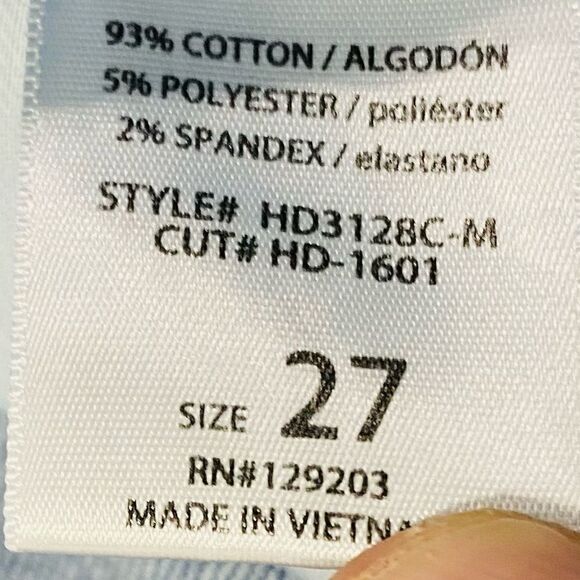 93% COTTON / ALGODÓN
5% POLYESTER / poliéster
2% SPANDEX / elastano
STYLE# HD3128C-M
CUT# HD-1601
SIZE 27
RN#129203
MADE IN VIETNA